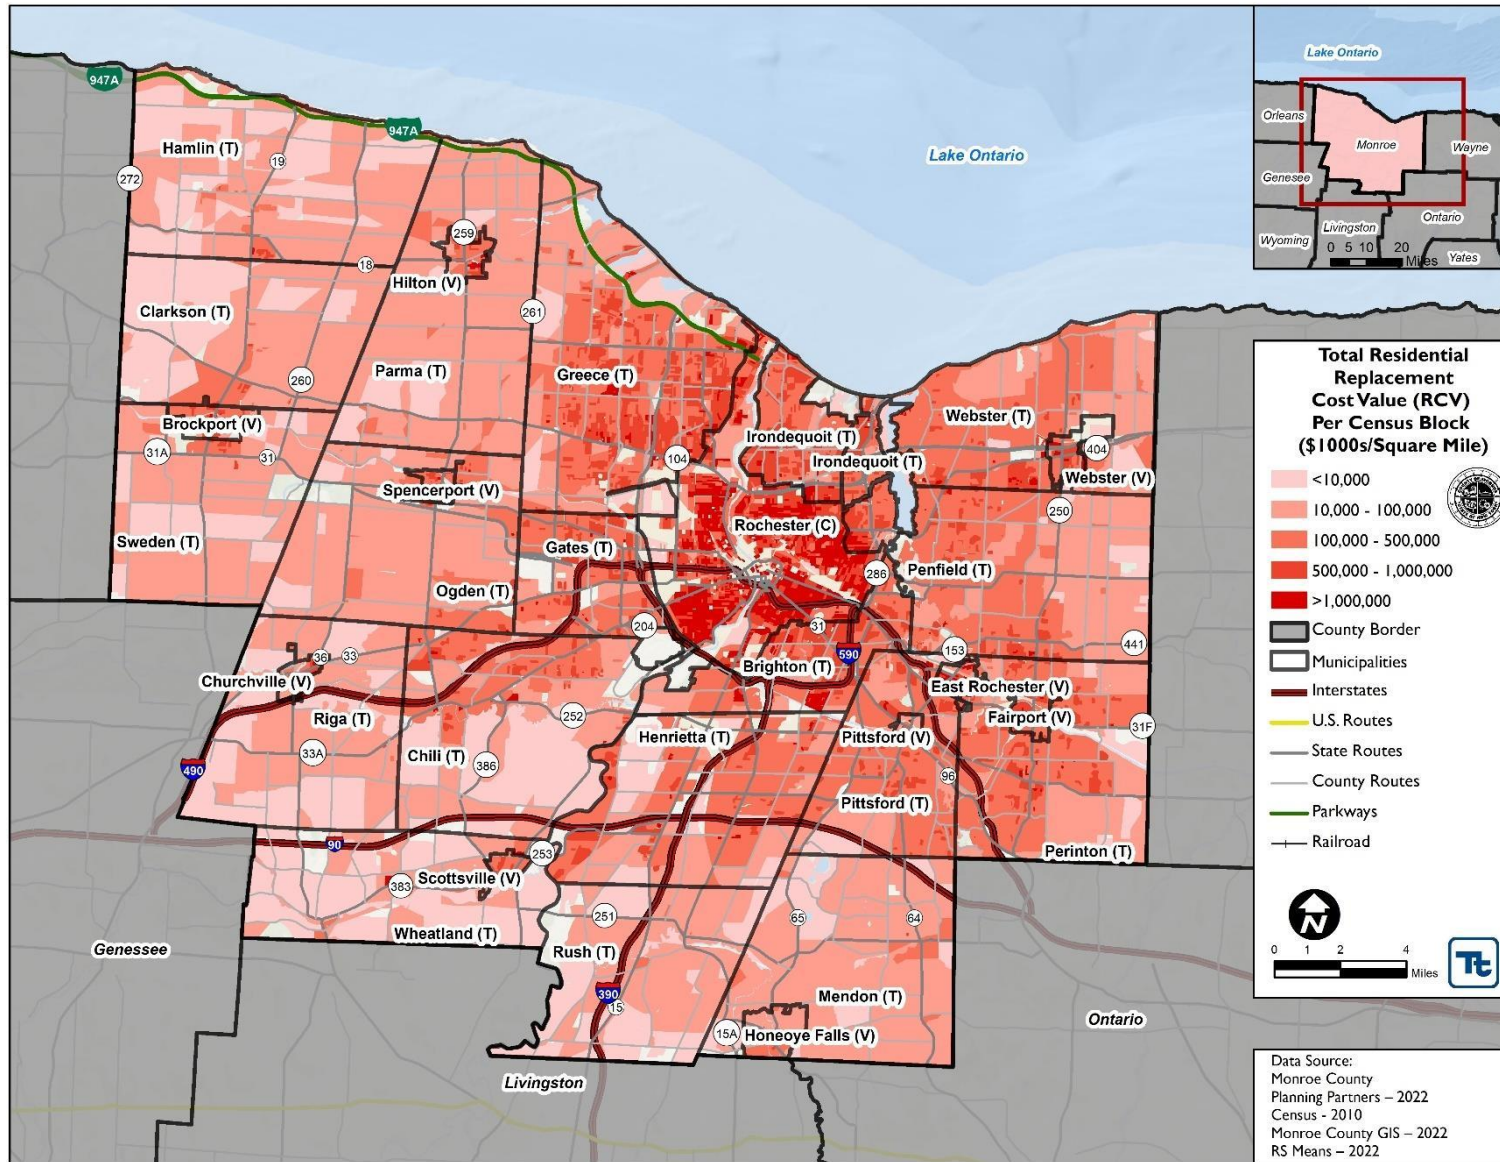 947A
947A
Lake Ontario
Hamlin (T)
19
272
259
18
Hilton (V)
261
Clarkson (T)
260
Parma (T)
Greece (T)
Brockport (V)
31A
31
Webster (T)
Irondequoit (T)
404
104
Irondequoit (T)
Webster (V)
Spencerport (V)
250
Rochester (C)
Sweden (T)
Gates (T)
286
Penfield (T)
Ogden (T)
204
31
590
153
441
36
33
Brighton (T)
Churchville (V)
East Rochester (V)
Riga (T)
252
Fairport (V)
33A
Chili (T)
386
Henrietta (T)
Pittsford (V)
31F
490
96
Pittsford (T)
90
253
Perinton (T)
383
Scottsville (V)
251
65
64
Wheatland (T)
Genessee
Rush (T)
390
15
Mendon (T)
15A
Honeoye Falls (V)
Ontario
Livingston
Lake Ontario
Orleans
Monroe
Wayne
Genesee
Livingston
Ontario
Wyoming
0 5 10 20
Miles
Yates
Total Residential
Replacement
Cost Value (RCV)
Per Census Block
($1000s/Square Mile)
<10,000
10,000 - 100,000
100,000 - 500,000
500,000 - 1,000,000
>1,000,000
County Border
Municipalities
Interstates
U.S. Routes
State Routes
County Routes
Parkways
Railroad
N
0 1 2 4
Miles
Tt
Data Source:
Monroe County
Planning Partners – 2022
Census - 2010
Monroe County GIS – 2022
RS Means – 2022